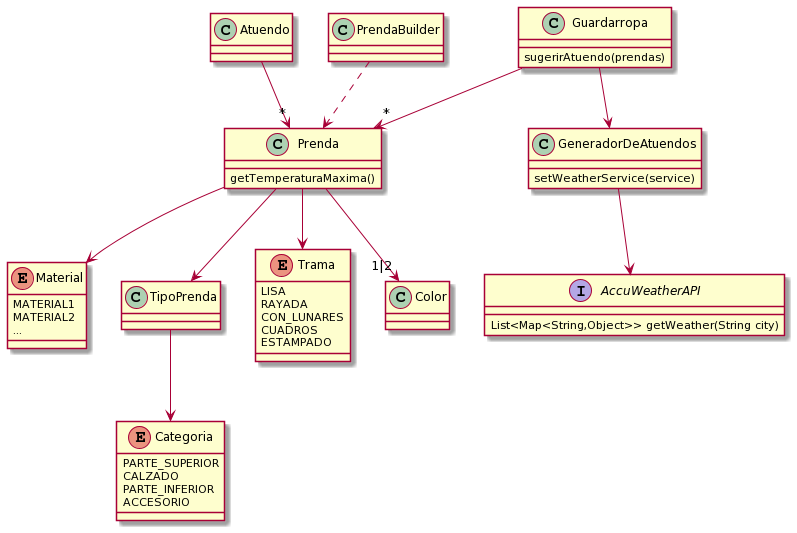 C Atuendo
C PrendaBuilder
C Guardarropa
sugerirAtuendo(prendas)
*
*
C Prenda
getTemperaturaMaxima()
C GeneradorDeAtuendos
setWeatherService(service)
1|2
E Material
MATERIAL1
MATERIAL2
...
C TipoPrenda
E Trama
LISA
RAYADA
CON_LUNARES
CUADROS
ESTAMPADO
C Color
I AccuWeatherAPI
List<Map<String,Object>> getWeather(String city)
E Categoria
PARTE_SUPERIOR
CALZADO
PARTE_INFERIOR
ACCESORIO